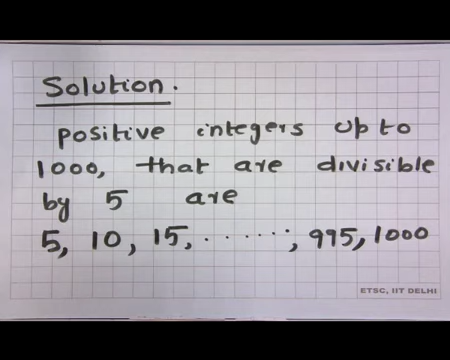 Solution.
positive integers up to
1000, that are divisible
by 5 are
5, 10, 15, . . . . . . ; 995, 1000
ETSC, IIT DELHI